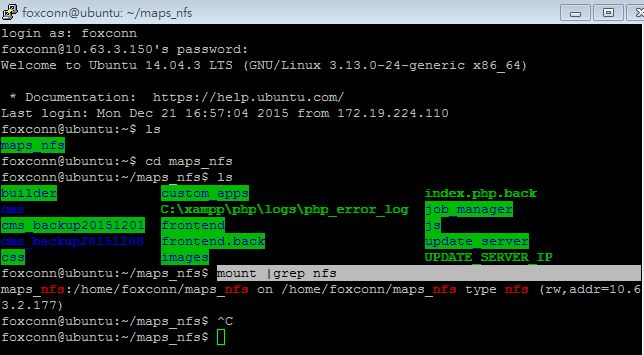 foxconn@ubuntu: ~/maps_nfs
login as: foxconn
foxconn@10.63.3.150's password:
Welcome to Ubuntu 14.04.3 LTS (GNU/Linux 3.13.0-24-generic x86_64)
* Documentation:  https://help.ubuntu.com/
Last login: Mon Dec 21 16:57:04 2015 from 172.19.224.110
foxconn@ubuntu:~$ ls
maps_nfs
foxconn@ubuntu:~$ cd maps_nfs
foxconn@ubuntu:~/maps_nfs$ ls
builder custom_apps index.php.back
cms C:\xampp\php\logs\php_error_log job_manager
cms_backup20151201 frontend js
cms_backup20151208 frontend.back update_server
css images UPDATE_SERVER_IP
foxconn@ubuntu:~/maps_nfs$ mount |grep nfs
maps_nfs:/home/foxconn/maps_nfs on /home/foxconn/maps_nfs type nfs (rw,addr=10.6
3.2.177)
foxconn@ubuntu:~/maps_nfs$ ^C
foxconn@ubuntu:~/maps_nfs$